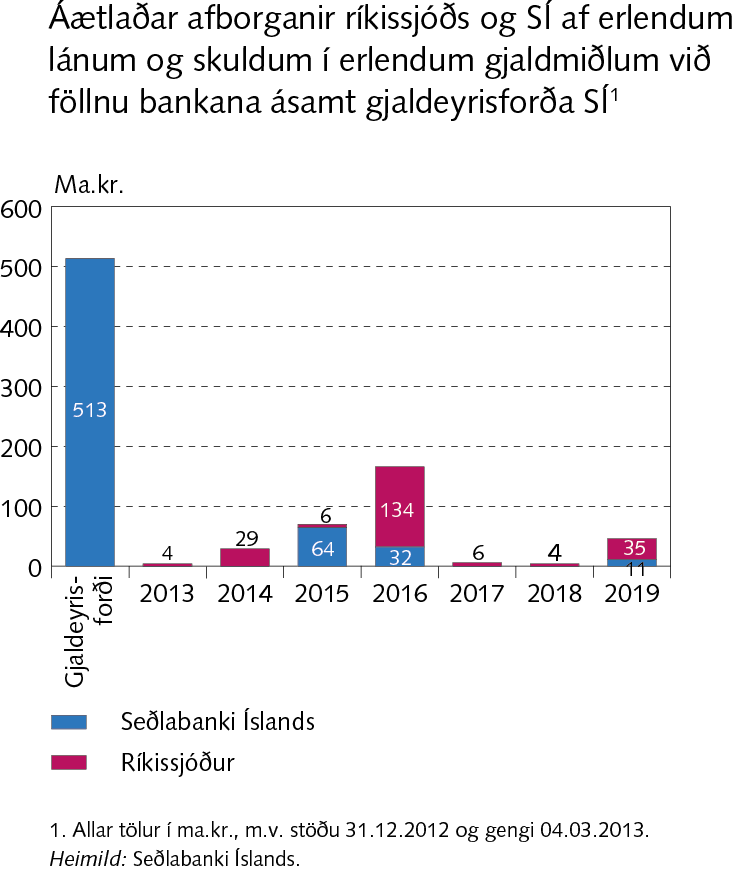 Áætlaðar afborganir ríkissjóðs og SÍ af erlendum
lánum og skuldum í erlendum gjaldmiðlum við
föllnu bankana ásamt gjaldeyrisforða SÍ1
Ma.kr.
600
500
400
300
200
100
0
513
4
29
6
64
134
32
6
4
35
11
Gjaldeyris-
forði
2013 2014 2015 2016 2017 2018 2019
Seðlabanki Íslands
Ríkissjóður
1. Allar tölur í ma.kr., m.v. stöðu 31.12.2012 og gengi 04.03.2013.
Heimild: Seðlabanki Íslands.